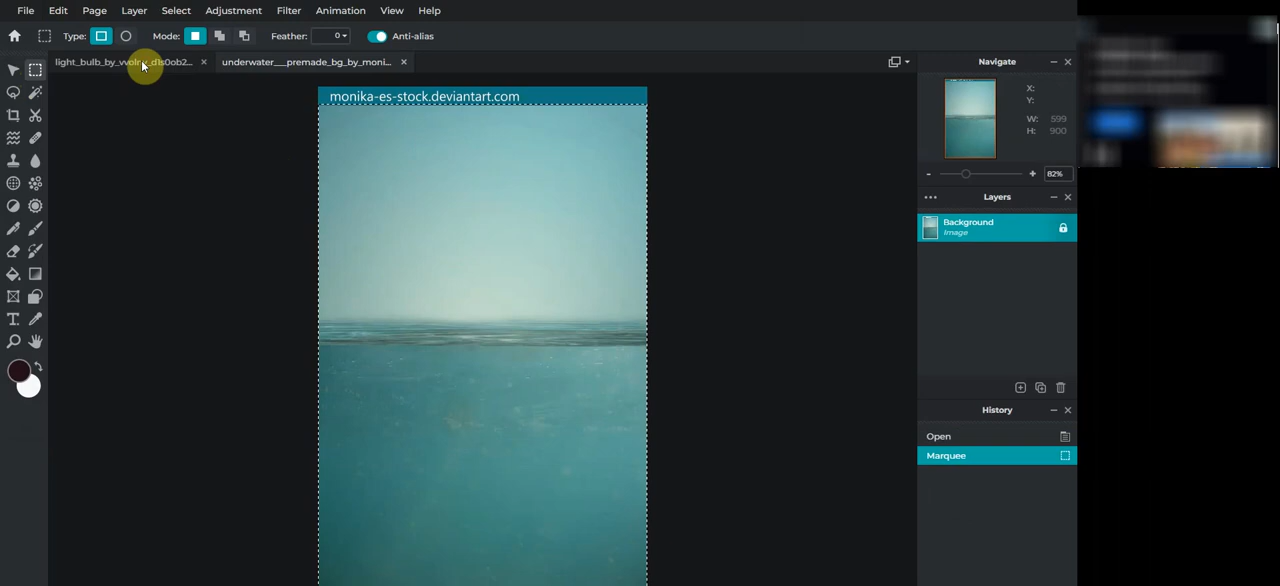 File Edit Page Layer Select Adjustment Filter Animation View Help
Type: Mode: Feather: 0 Anti-alias
light_bulb_by_vvolny_d1s0ob2... underwater___premade_bg_by_moni...
Navigate
monika-es-stock.deviantart.com
X:
Y:
W: 599
H: 900
82%
Layers
Background
Image
History
Open
Marquee